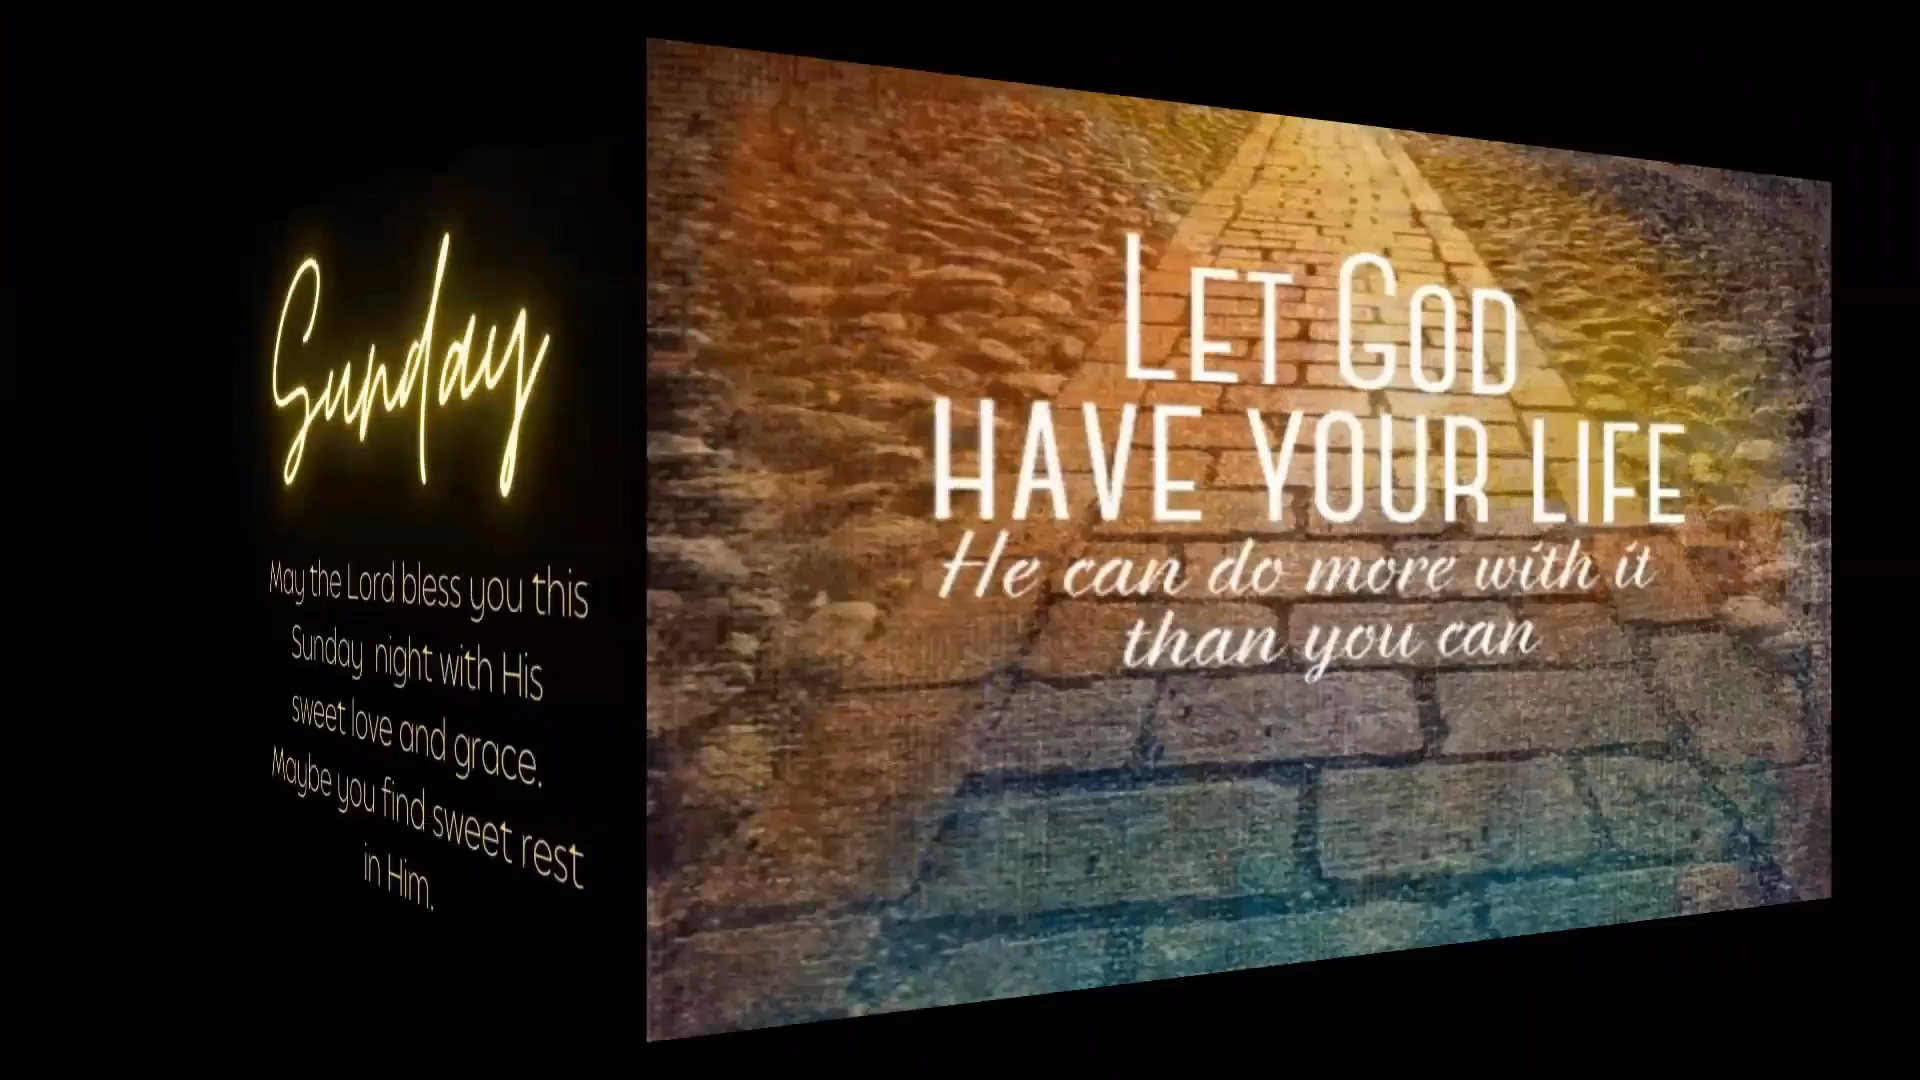 Sunday
May the Lord bless you this
Sunday night with His
sweet love and grace.
Maybe you find sweet rest
in Him.
LET GOD
HAVE YOUR LIFE
He can do more with it
than you can